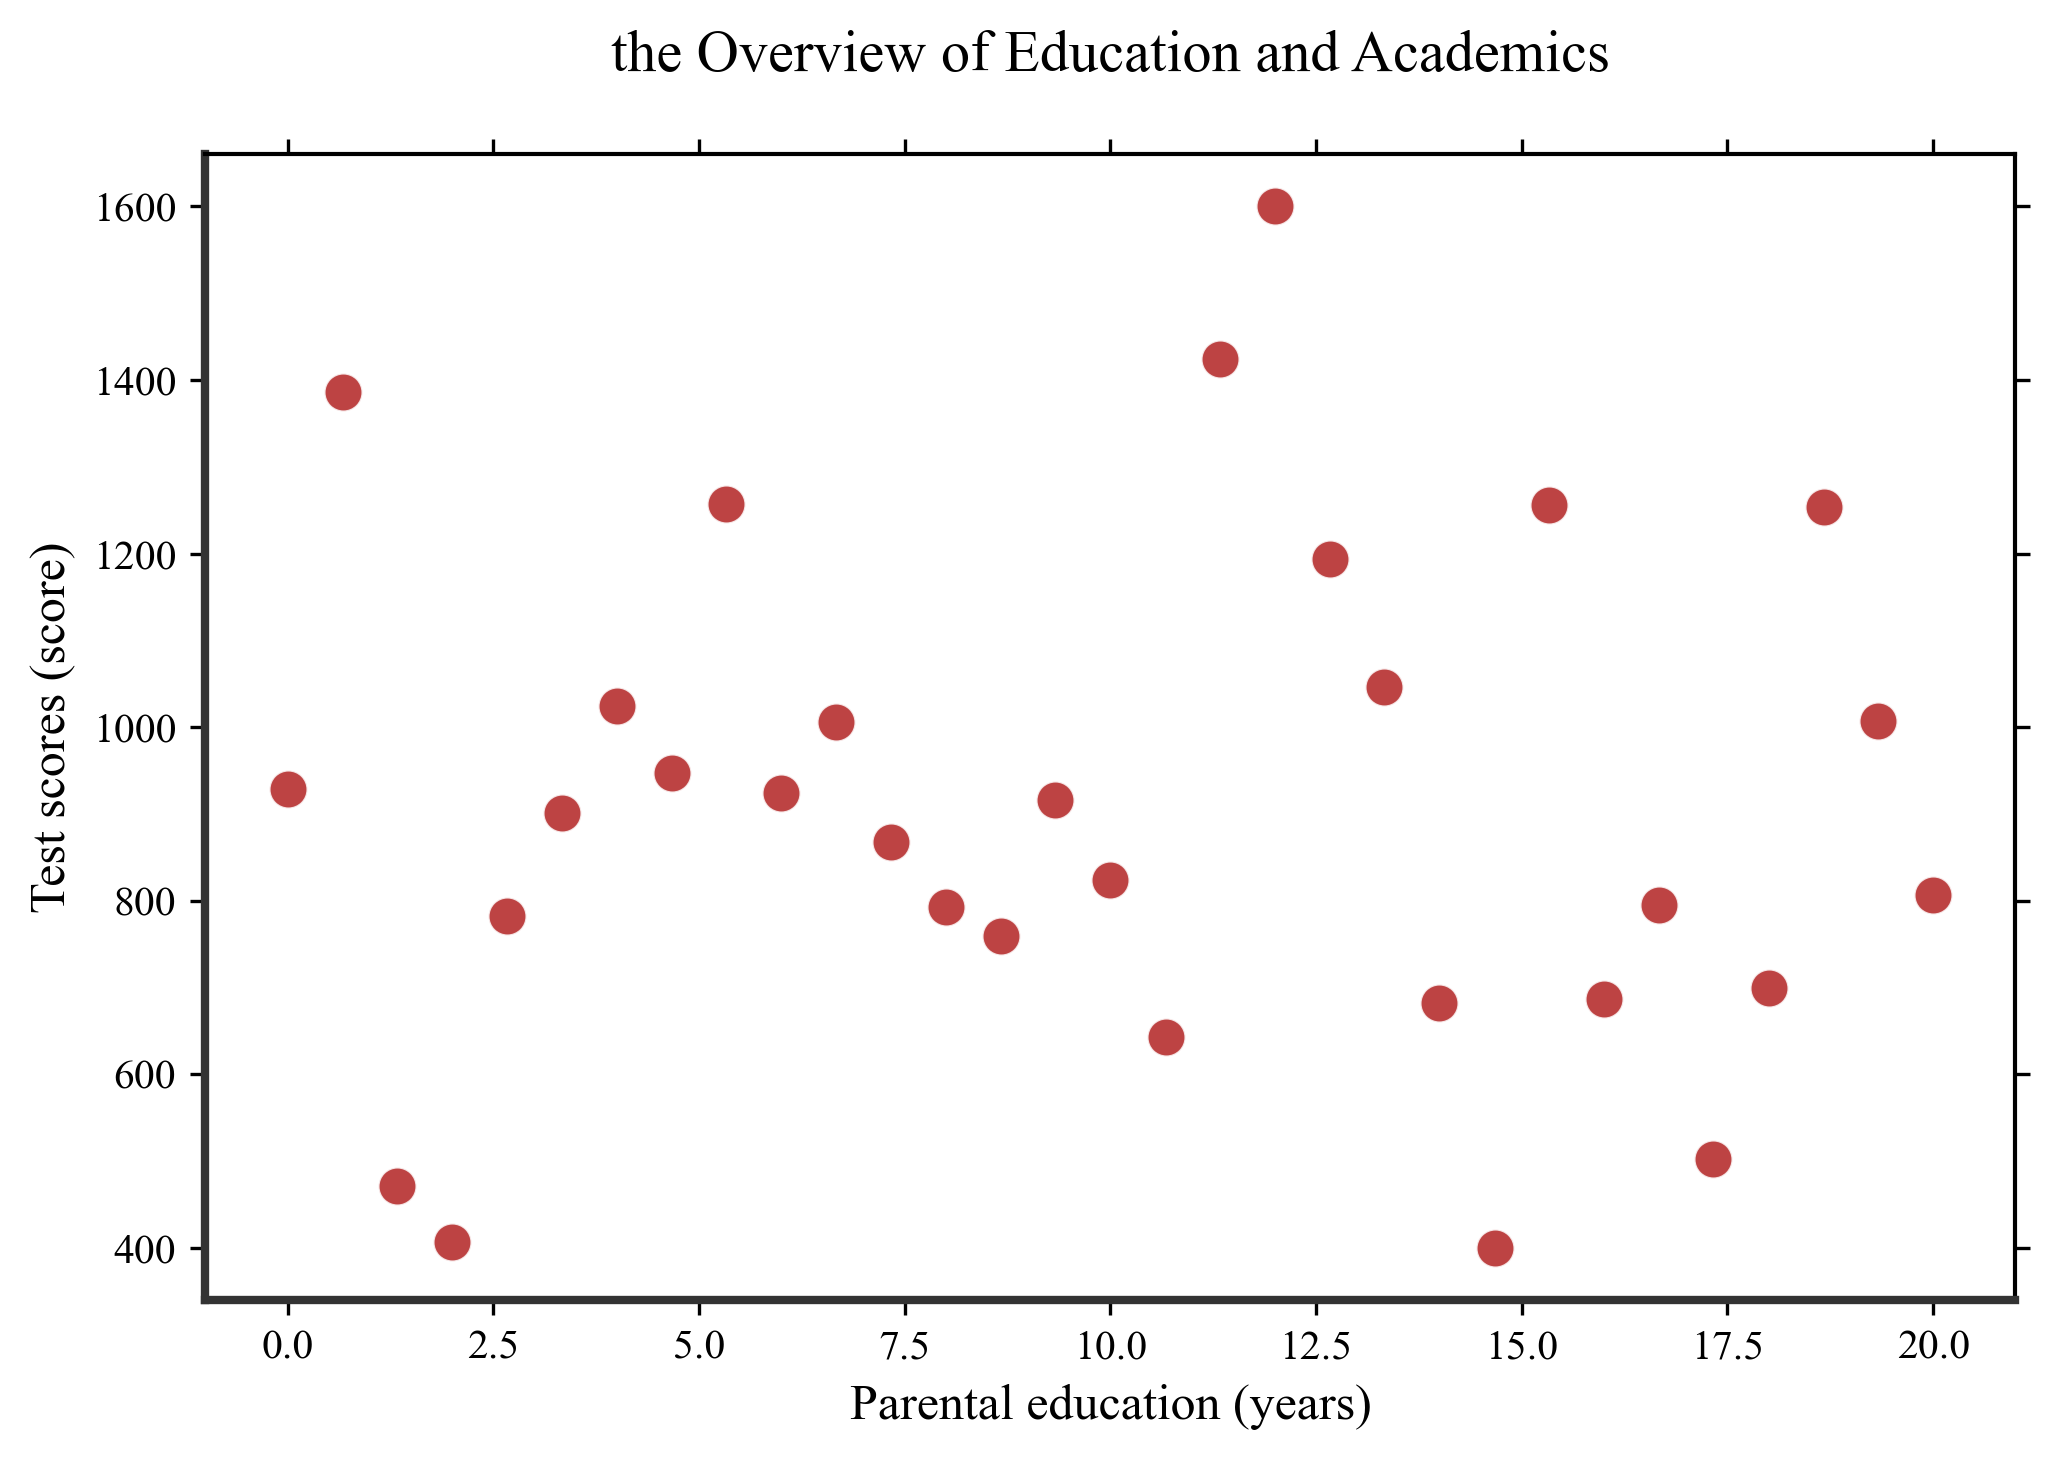 the Overview of Education and Academics
1600
1400
1200
1000
800
600
400
Test scores (score)
0.0 2.5 5.0 7.5 10.0 12.5 15.0 17.5 20.0
Parental education (years)